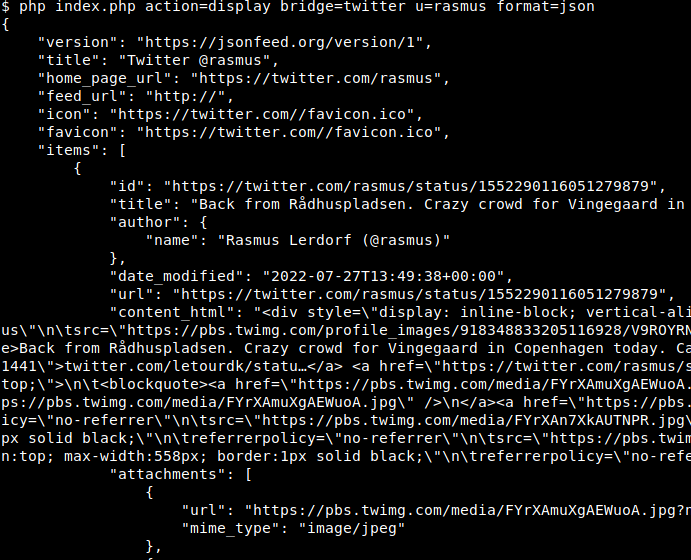 $ php index.php action=display bridge=twitter u=rasmus format=json
{
    "version": "https://jsonfeed.org/version/1",
    "title": "Twitter @rasmus",
    "home_page_url": "https://twitter.com/rasmus",
    "feed_url": "http://",
    "icon": "https://twitter.com//favicon.ico",
    "favicon": "https://twitter.com//favicon.ico",
    "items": [
        {
            "id": "https://twitter.com/rasmus/status/1552290116051279879",
            "title": "Back from Rådhuspladsen. Crazy crowd for Vingegaard in
            "author": {
                "name": "Rasmus Lerdorf (@rasmus)"
            },
            "date_modified": "2022-07-27T13:49:38+00:00",
            "url": "https://twitter.com/rasmus/status/1552290116051279879",
            "content_html": "<div style=\"display: inline-block; vertical-ali
us\"\n\tsrc=\"https://pbs.twimg.com/profile_images/918348833205116928/V9ROYRN
e>Back from Rådhuspladsen. Crazy crowd for Vingegaard in Copenhagen today. Ca
1441\">twitter.com/letourdk/statu…</a> <a href=\"https://twitter.com/rasmus/s
top;\">\n\t<blockquote><a href=\"https://pbs.twimg.com/media/FYrXAmuXgAEWuoA.
ps://pbs.twimg.com/media/FYrXAmuXgAEWuoA.jpg\" />\n</a><a href=\"https://pbs.
icy=\"no-referrer\"\n\tsrc=\"https://pbs.twimg.com/media/FYrXAn7XkAUTNPR.jpg\
px solid black;\"\n\treferrerpolicy=\"no-referrer\"\n\tsrc=\"https://pbs.twim
n:top; max-width:558px; border:1px solid black;\"\n\treferrerpolicy=\"no-refe
            "attachments": [
                {
                    "url": "https://pbs.twimg.com/media/FYrXAmuXgAEWuoA.jpg?n
                    "mime_type": "image/jpeg"
                },